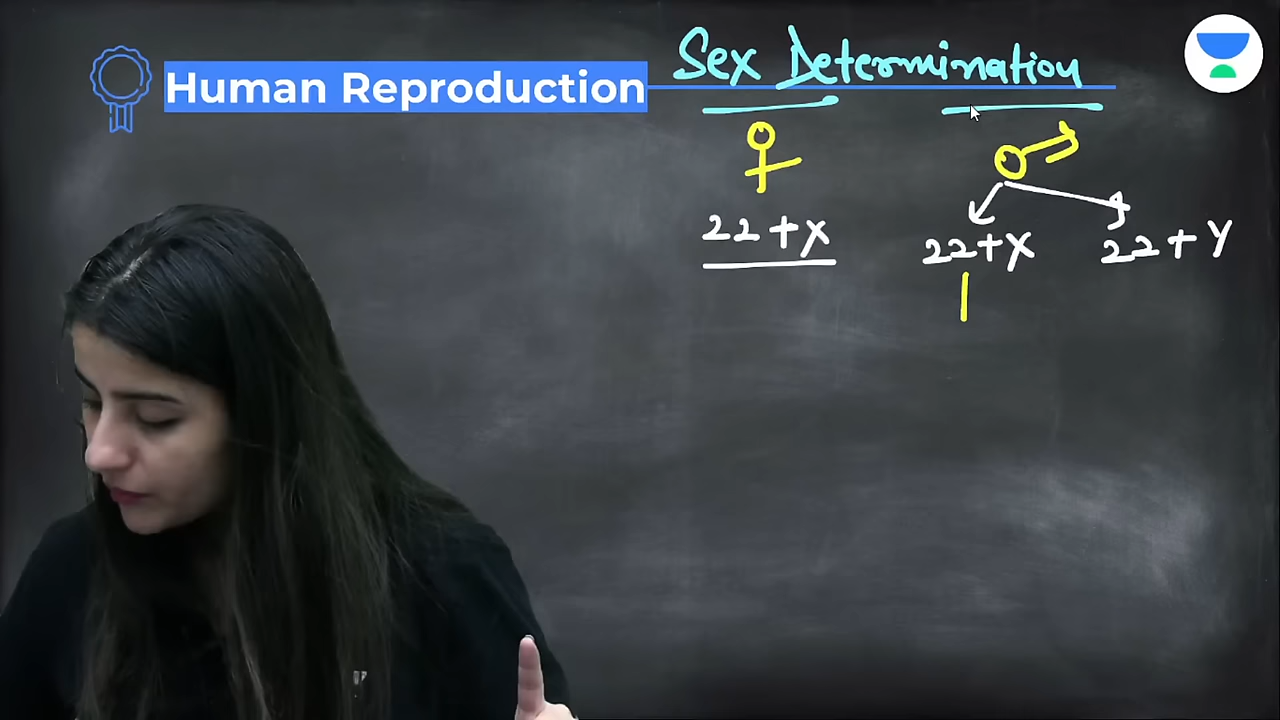 Sex Determination
Human Reproduction
♀ ♂
22+X 22+X 22+Y